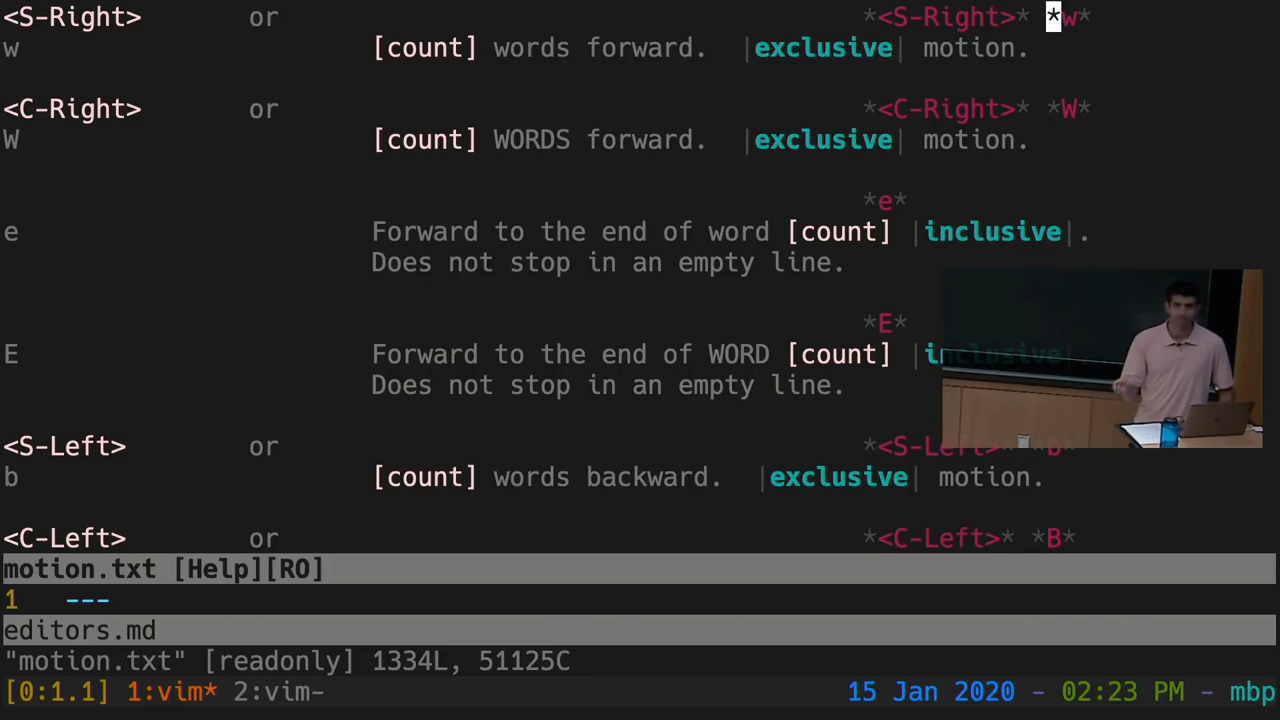 <S-Right> or *<S-Right>* *w*
w [count] words forward. |exclusive| motion.
<C-Right> or *<C-Right>* *W*
W [count] WORDS forward. |exclusive| motion.
*e*
e Forward to the end of word [count] |inclusive|.
Does not stop in an empty line.
*E*
E Forward to the end of WORD [count] |inclusive|
Does not stop in an empty line.
<S-Left> or *<S-Left>* *b*
b [count] words backward. |exclusive| motion.
<C-Left> or *<C-Left>* *B*
motion.txt [Help][RO]
1 ---
editors.md
"motion.txt" [readonly] 1334L, 51125C
[0:1.1] 1:vim* 2:vim- 15 Jan 2020 - 02:23 PM - mbp